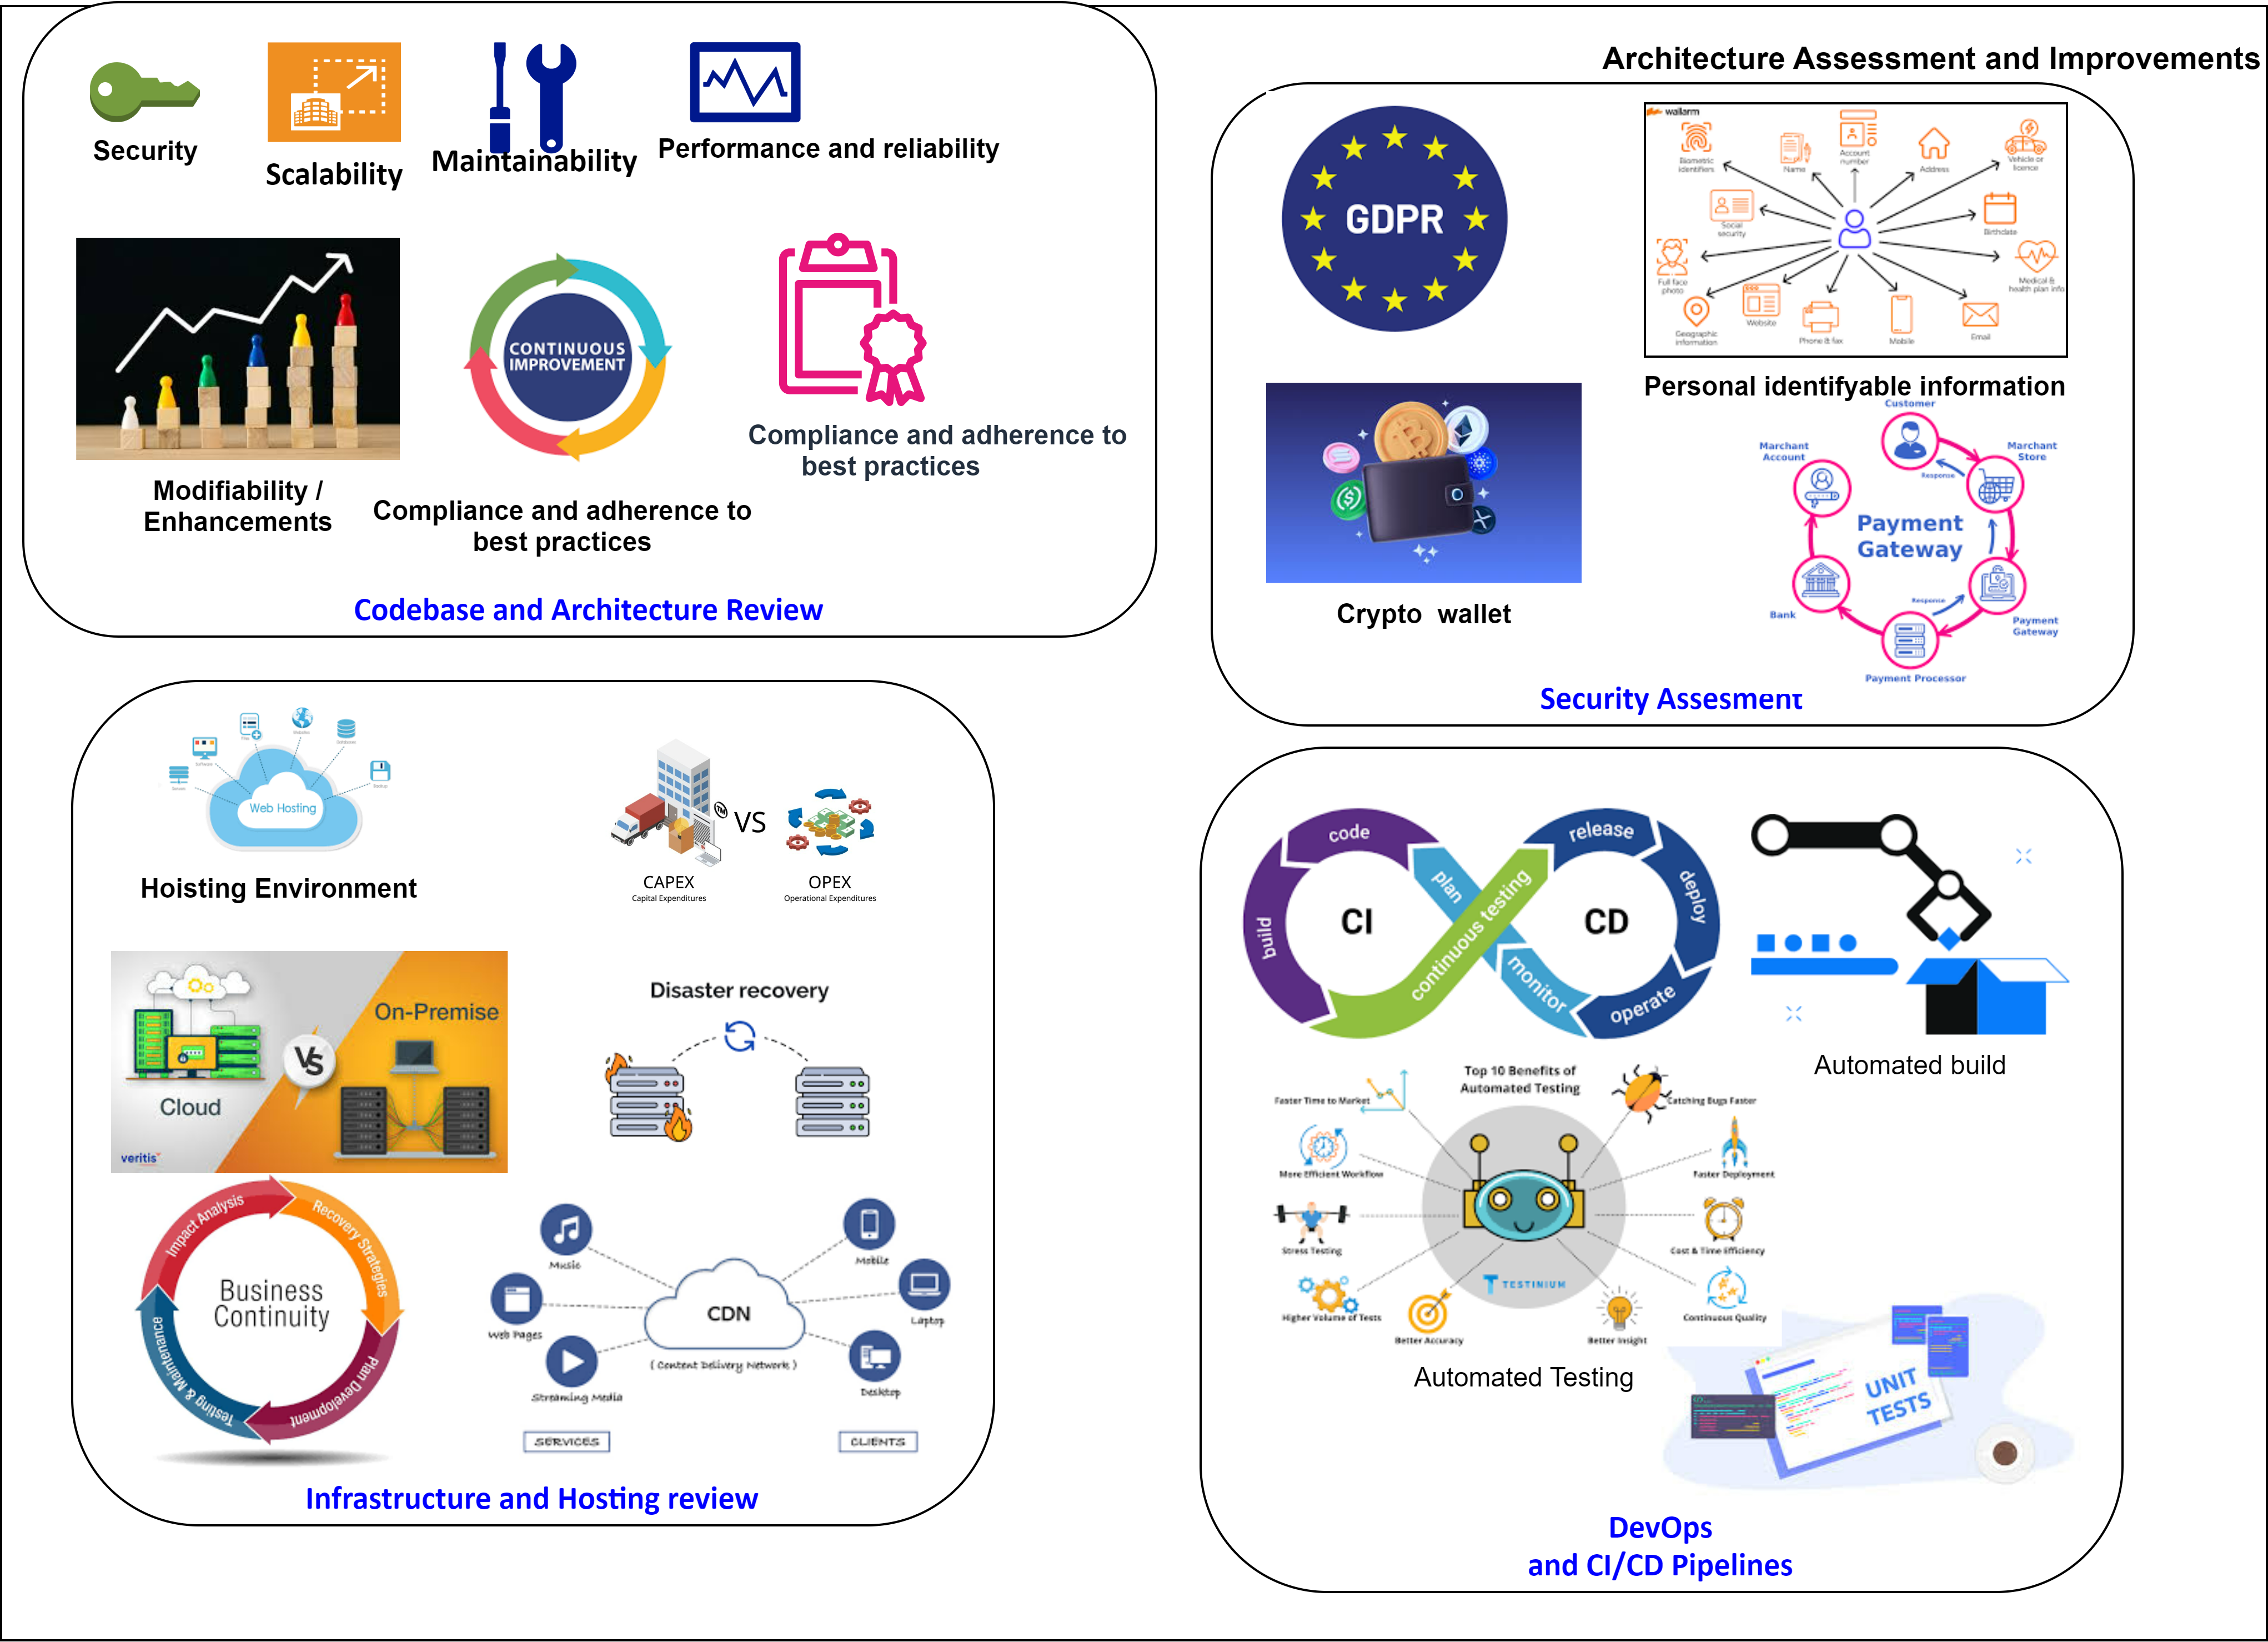 Architecture Assessment and Improvements
Security
Scalability
Maintainability
Performance and reliability
CONTINUOUS
IMPROVEMENT
Modifiability /
Enhancements
Compliance and adherence to
best practices
Compliance and adherence to
best practices
Codebase and Architecture Review
GDPR
wallarm
Biometric
identifiers
Name
Account
number
Address
Vehicle or
licence
Social
security
Birthdate
Full face
photo
Medical &
health plan info
Geographic
information
Website
Phone & fax
Mobile
Email
Personal identifyable information
Crypto wallet
Customer
Marchant
Account
Marchant
Store
Response
Payment
Gateway
Bank
Response
Payment
Gateway
Payment Processor
Security Assesment
Web Hosting
Hoisting Environment
TM
VS
CAPEX
Capital Expenditures
OPEX
Operational Expenditures
On-Premise
VS
Cloud
veritis
Disaster recovery
Impact Analysis
Recovery Strategies
Plan Development
Testing & Maintenance
Business
Continuity
Music
Mobile
Web Pages
CDN
Laptop
( Content Delivery Network )
Streaming Media
Desktop
SERVICES
CLIENTS
Infrastructure and Hosting review
code
build
plan
CI
continuous testing
release
deploy
CD
monitor
operate
Automated build
Top 10 Benefits of
Automated Testing
Faster Time to Market
Catching Bugs Faster
More Efficient Workflow
Faster Deployment
Stress Testing
Cost & Time Efficiency
TESTINIUM
Higher Volume of Tests
Continuous Quality
Better Accuracy
Better Insight
Automated Testing
UNIT
TESTS
DevOps
and CI/CD Pipelines